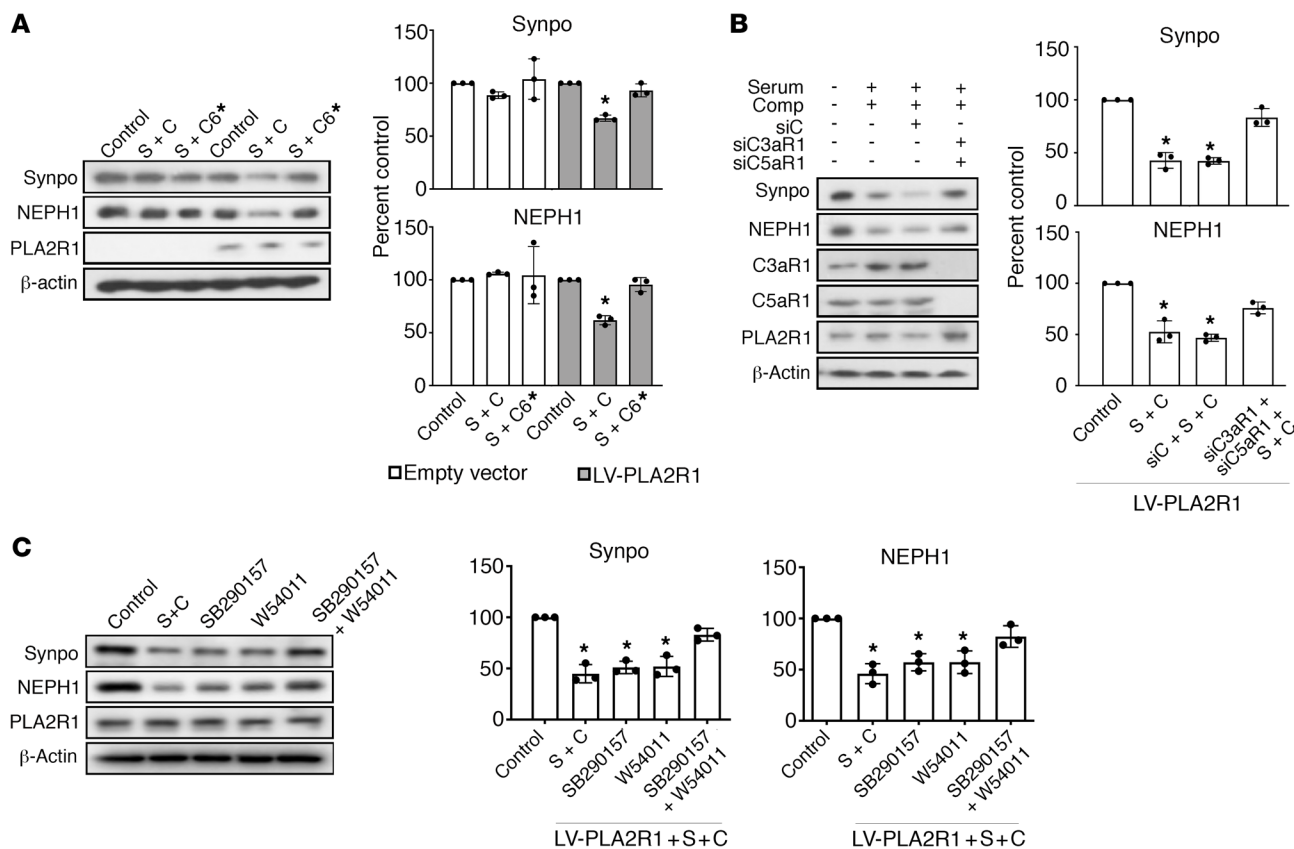 A
Control
S + C
S + C6*
Control
S + C
S + C6*
Synpo
NEPH1
PLA2R1
β-actin
Synpo
150
100
50
0
Percent control
NEPH1
150
100
50
0
*
*
Control
S + C
S + C6*
Control
S + C
S + C6*
Empty vector
LV-PLA2R1
B
Serum - + + +
Comp - + + +
siC - - + -
siC3aR1 - - - +
siC5aR1 - - - +
Synpo
NEPH1
C3aR1
C5aR1
PLA2R1
β-Actin
Synpo
150
100
50
0
* *
Percent control
NEPH1
150
100
50
0
* *
Control
S + C
siC + S + C
siC3aR1 +
siC5aR1 +
S + C
LV-PLA2R1
C
Control
S+C
SB290157
W54011
SB290157
+ W54011
Synpo
NEPH1
PLA2R1
β-Actin
Synpo
150
100
50
0
* * *
Control
S + C
SB290157
W54011
SB290157
+ W54011
LV-PLA2R1+S+C
NEPH1
150
100
50
0
* * *
Control
S + C
SB290157
W54011
SB290157
+ W54011
LV-PLA2R1+S+C